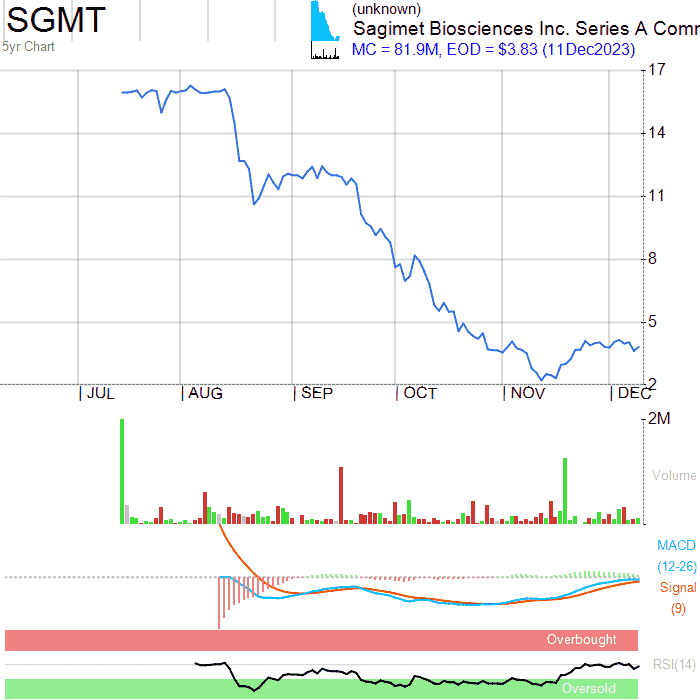 SGMT
5yr Chart
(unknown)
Sagimet Biosciences Inc. Series A Comm
MC = 81.9M, EOD = $3.83 (11Dec2023)
17
14
11
8
5
2
JUL AUG SEP OCT NOV DEC
2M
Volume
MACD
(12-26)
Signal
(9)
Overbought
RSI(14)
Oversold